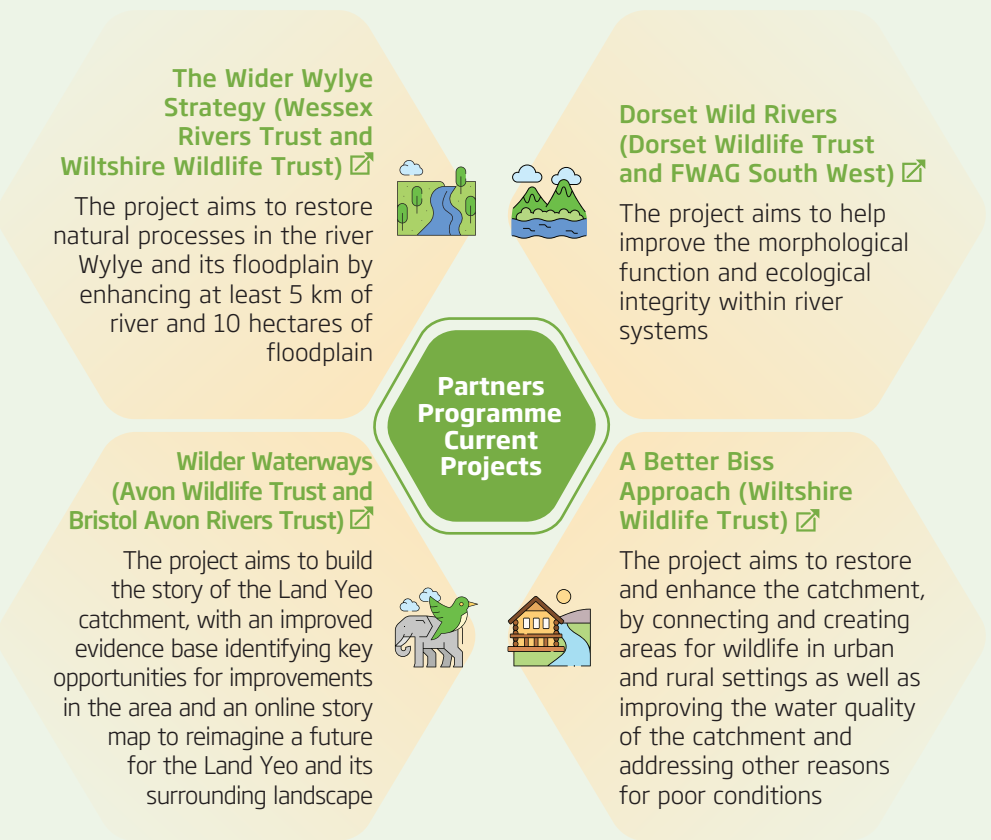 The Wider Wylye
Strategy (Wessex
Rivers Trust and
Wiltshire Wildlife Trust)
The project aims to restore
natural processes in the river
Wylye and its floodplain by
enhancing at least 5 km of
river and 10 hectares of
floodplain
Dorset Wild Rivers
(Dorset Wildlife Trust
and FWAG South West)
The project aims to help
improve the morphological
function and ecological
integrity within river
systems
Partners
Programme
Current
Projects
Wilder Waterways
(Avon Wildlife Trust and
Bristol Avon Rivers Trust)
The project aims to build
the story of the Land Yeo
catchment, with an improved
evidence base identifying key
opportunities for improvements
in the area and an online story
map to reimagine a future
for the Land Yeo and its
surrounding landscape
A Better Biss
Approach (Wiltshire
Wildlife Trust)
The project aims to restore
and enhance the catchment,
by connecting and creating
areas for wildlife in urban
and rural settings as well as
improving the water quality
of the catchment and
addressing other reasons
for poor conditions